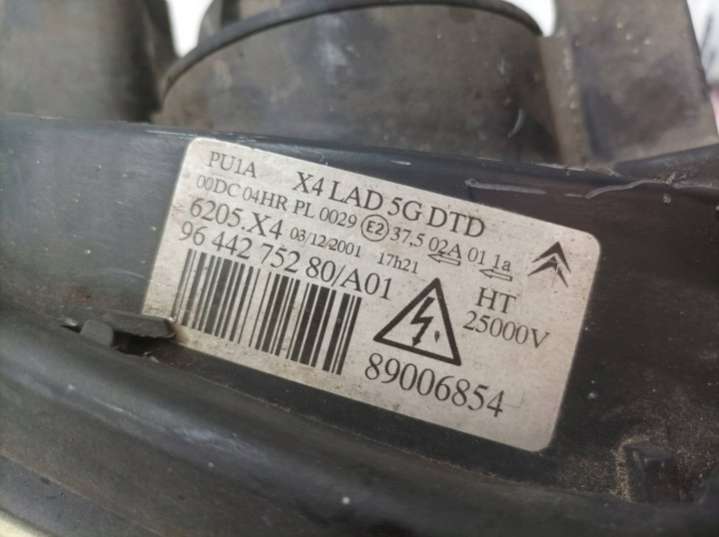 PU1A X4 LAD 5G DTD
00DC 04HR PL 0029 E2 37.5 02A 01 1a
6205.X4 03/12/2001 17h21
96 442 752 80/A01
HT
25000V
89006854